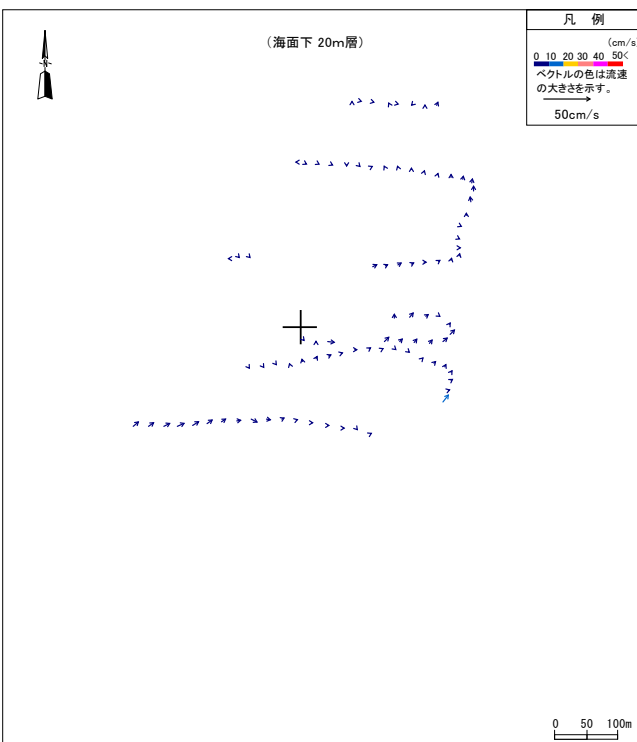 (海面下 20m層)
凡 例
(cm/s)
0 10 20 30 40 50<
ベクトルの色は流速
の大きさを示す。
50cm/s
N
0 50 100m